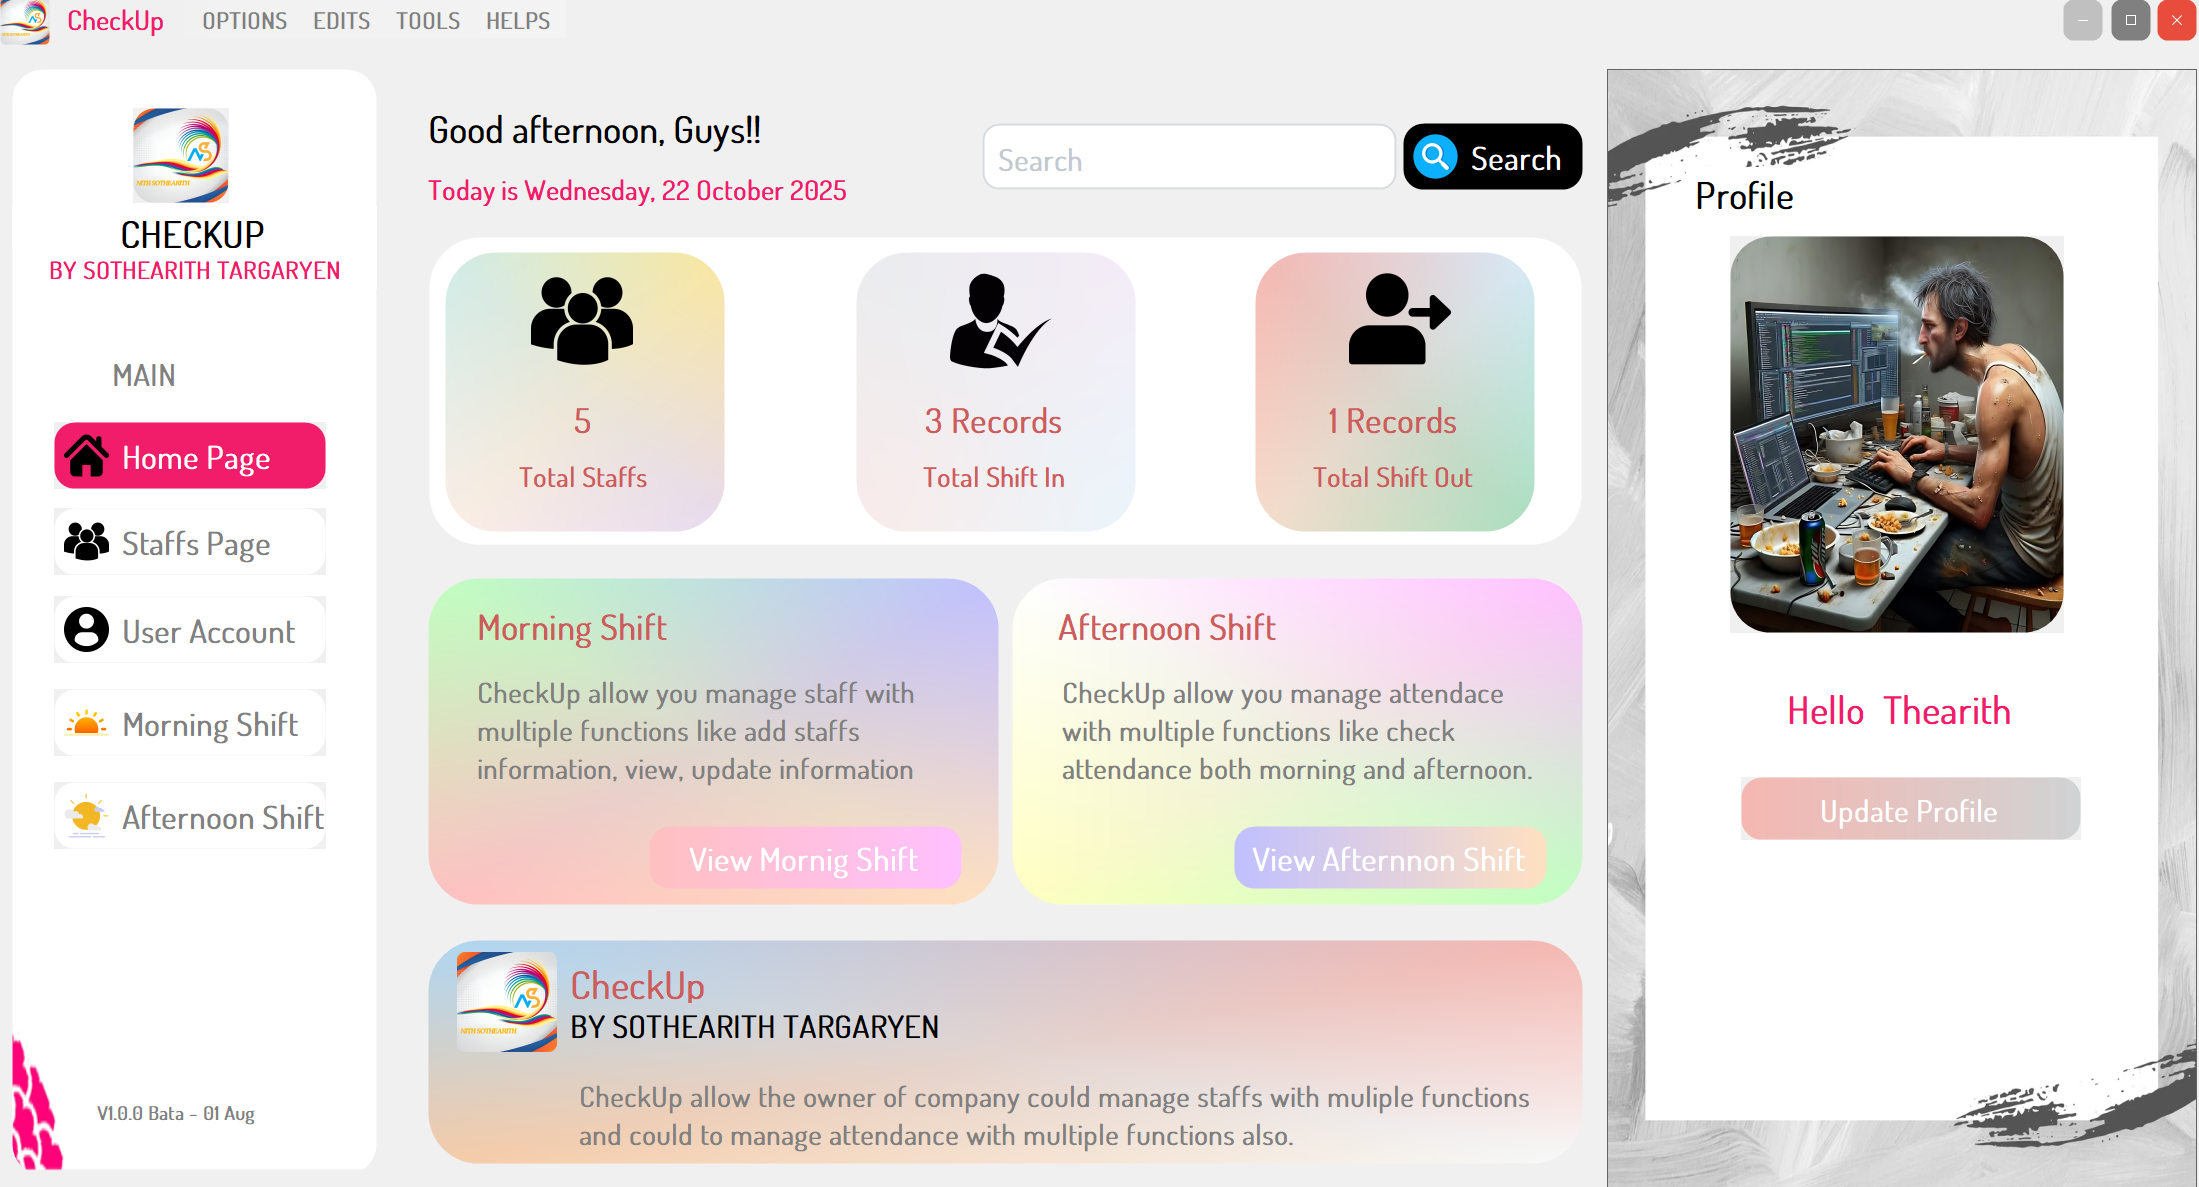 CheckUp OPTIONS EDITS TOOLS HELPS
NITH SOTHEARITH
CHECKUP
BY SOTHEARITH TARGARYEN
MAIN
Home Page
Staffs Page
User Account
Morning Shift
Afternoon Shift
V1.0.0 Bata - 01 Aug
Good afternoon, Guys!!
Today is Wednesday, 22 October 2025
Search
Search
5
Total Staffs
3 Records
Total Shift In
1 Records
Total Shift Out
Morning Shift
CheckUp allow you manage staff with
multiple functions like add staffs
information, view, update information
View Mornig Shift
Afternoon Shift
CheckUp allow you manage attendace
with multiple functions like check
attendance both morning and afternoon.
View Afternnon Shift
NITH SOTHEARITH
CheckUp
BY SOTHEARITH TARGARYEN
CheckUp allow the owner of company could manage staffs with muliple functions
and could to manage attendance with multiple functions also.
Profile
Hello Thearith
Update Profile